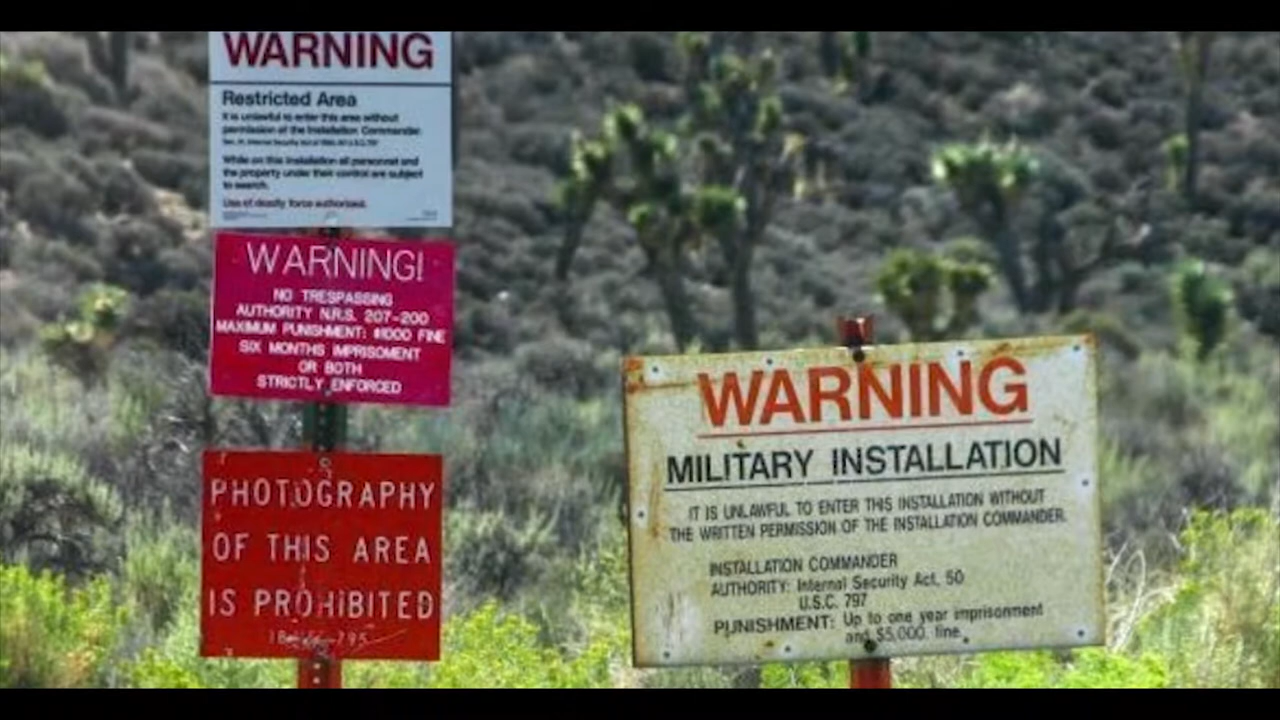 WARNING
Restricted Area
It is unlawful to enter this area without
permission of the Installation Commander.
While on this Installation all personnel and
the property under their control are subject
to search.
Use of deadly force authorized.
WARNING!
NO TRESPASSING
AUTHORITY N.R.S. 207-200
MAXIMUM PUNISHMENT: $1000 FINE
SIX MONTHS IMPRISOMENT
OR BOTH
STRICTLY ENFORCED
PHOTOGRAPHY
OF THIS AREA
IS PROHIBITED
795
WARNING
MILITARY INSTALLATION
IT IS UNLAWFUL TO ENTER THIS INSTALLATION WITHOUT
THE WRITTEN PERMISSION OF THE INSTALLATION COMMANDER.
INSTALLATION COMMANDER
AUTHORITY: Internal Security Act, 50
U.S.C. 797
PUNISHMENT: Up to one year imprisonment
and $5,000. fine.